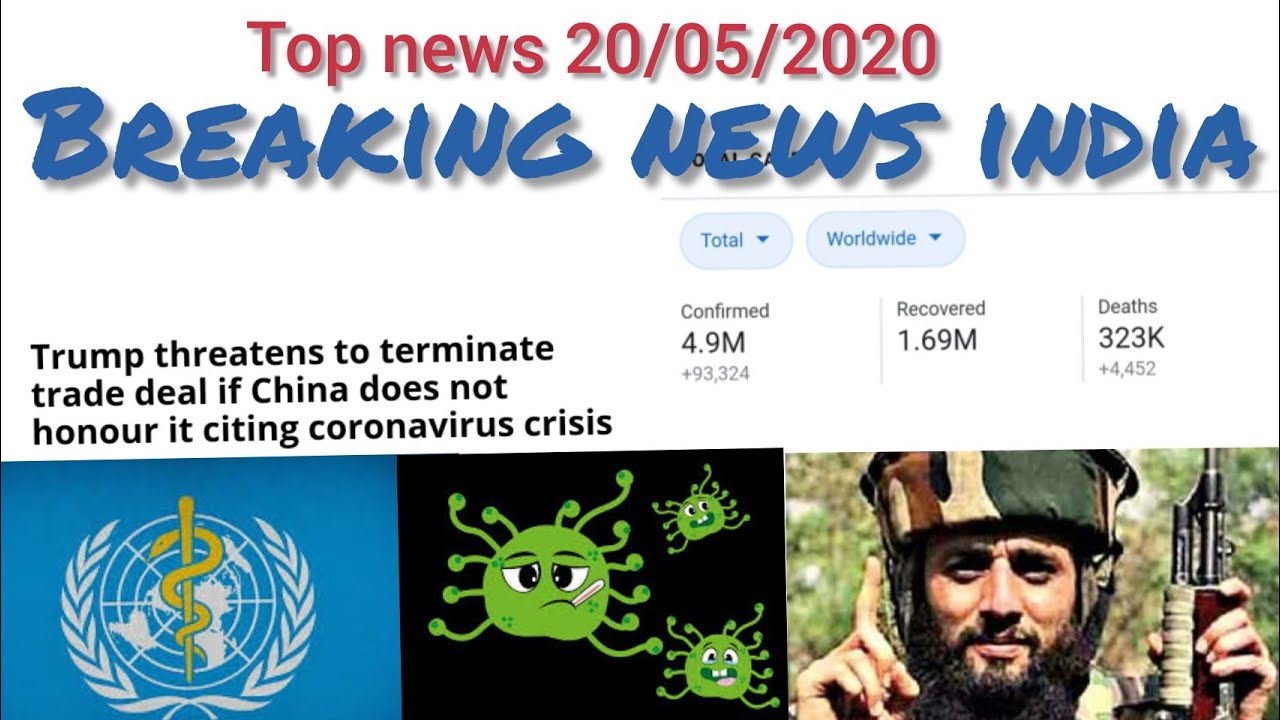 Top news 20/05/2020
BREAKING NEWS INDIA
Total
Worldwide
Confirmed
4.9M
+93,324
Recovered
1.69M
Deaths
323K
+4,452
Trump threatens to terminate
trade deal if China does not
honour it citing coronavirus crisis